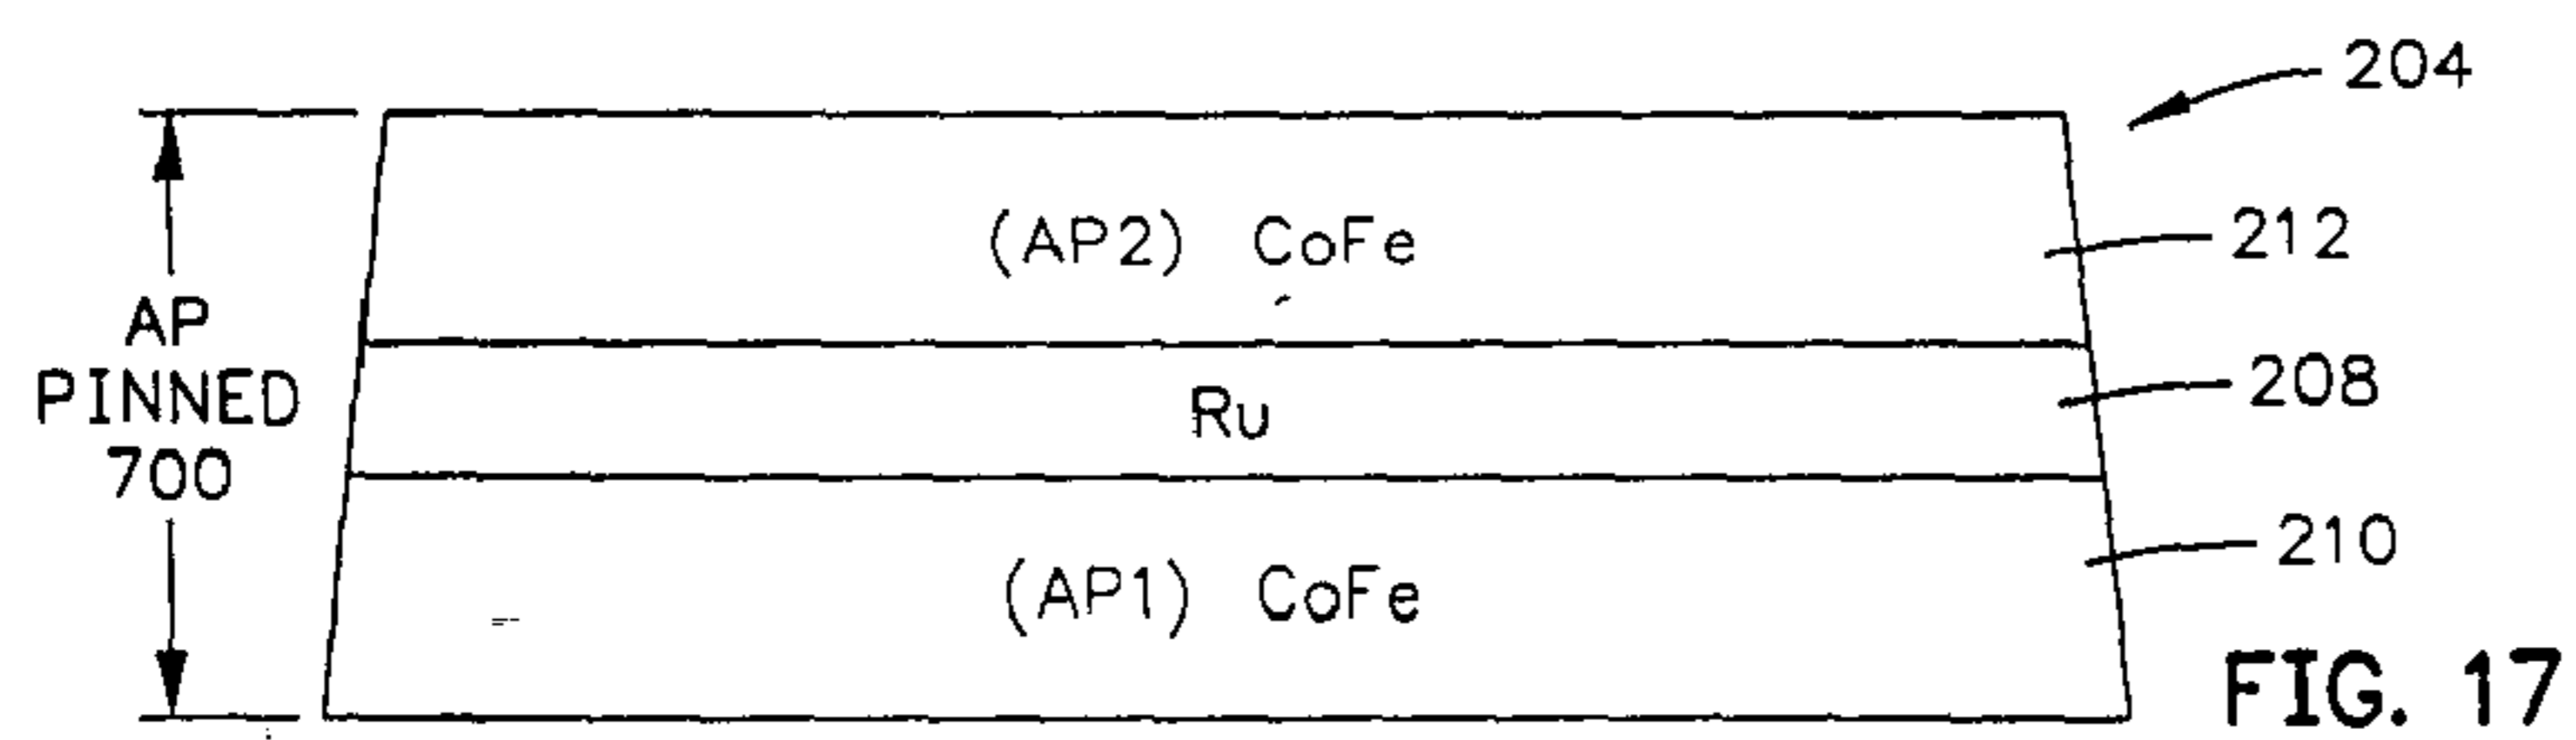 204
(AP2) CoFe
212
AP
PINNED
700
Ru
208
(AP1) CoFe
210
FIG. 17